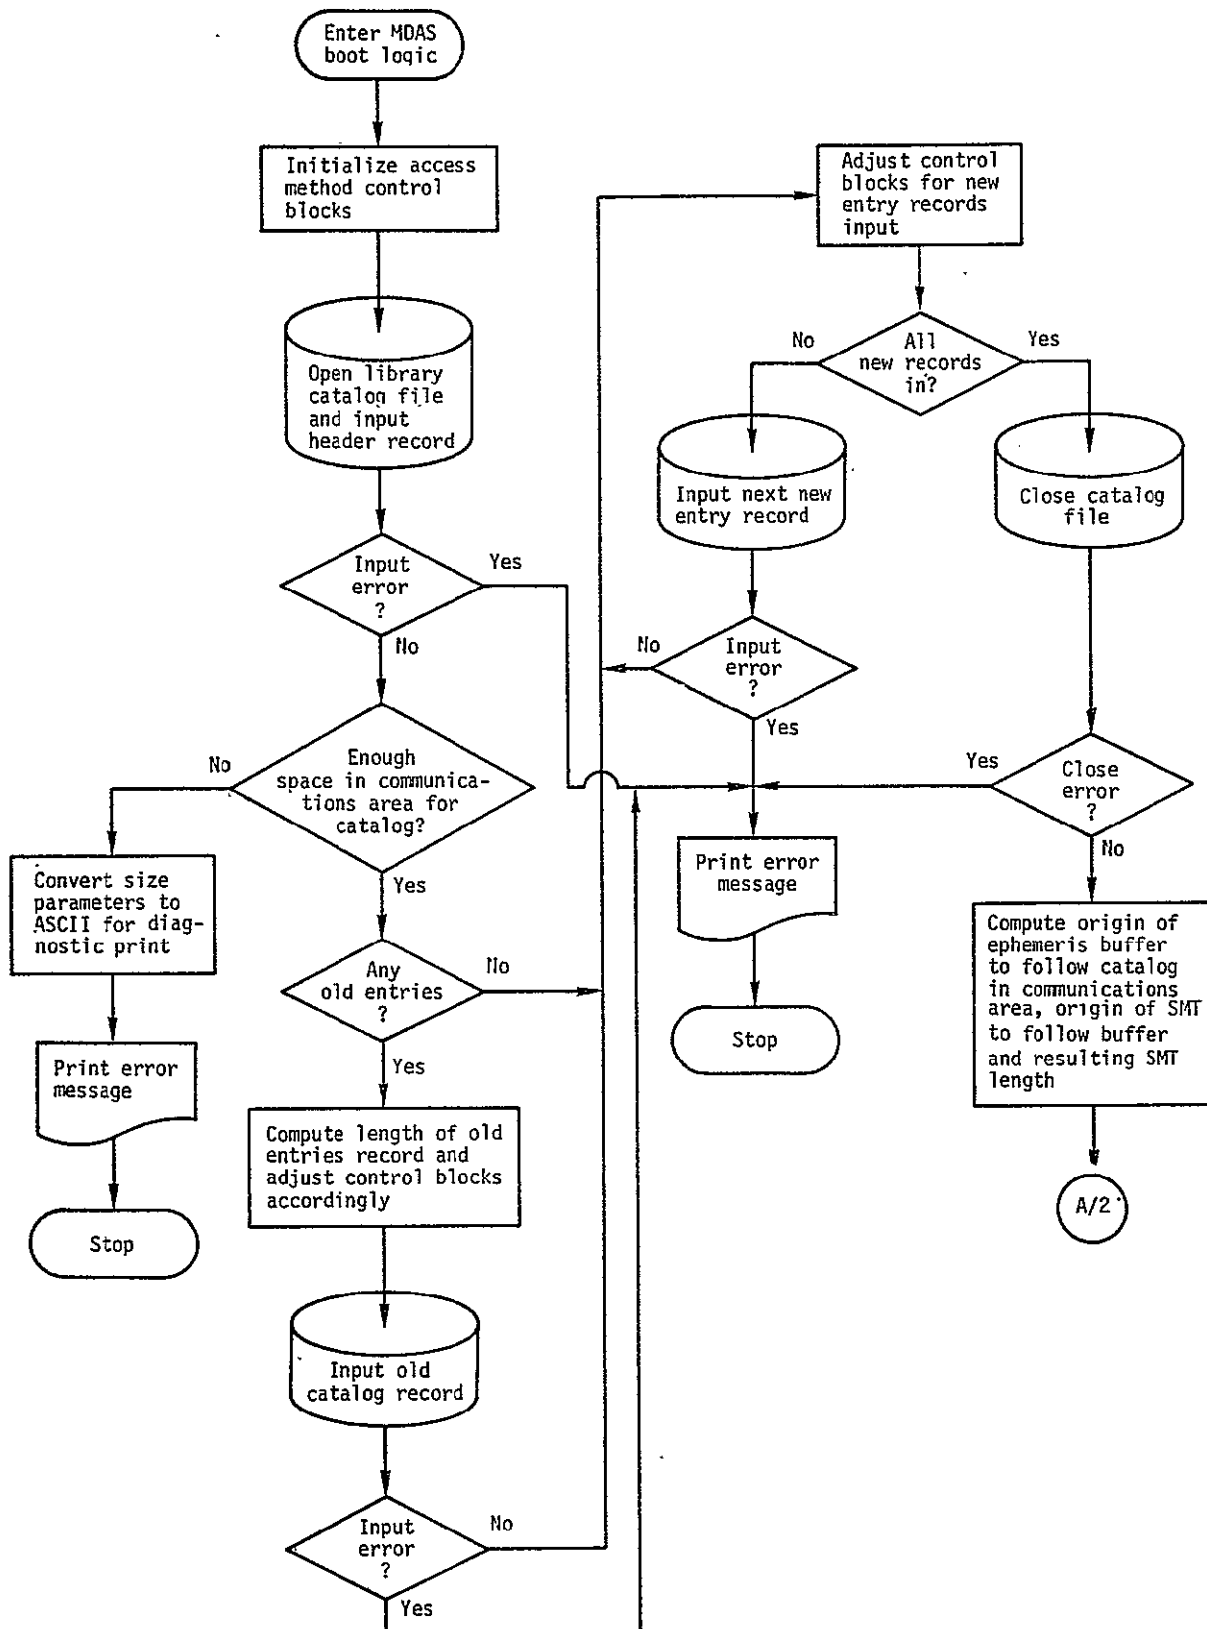 Enter MDAS
boot logic
Initialize access
method control
blocks
Open library
catalog file
and input
header record
Input
error
?
Yes
No
Enough
space in communica-
tions area for
catalog?
No
Yes
Convert size
parameters to
ASCII for diag-
nostic print
Print error
message
Stop
Any
old entries
?
No
Yes
Compute length of old
entries record and
adjust control blocks
accordingly
Input old
catalog record
Input
error
?
No
Yes
Adjust control
blocks for new
entry records
input
All
new records
in?
No
Yes
Input next new
entry record
Input
error
?
No
Yes
Print error
message
Stop
Close catalog
file
Close
error
?
Yes
No
Compute origin of
ephemeris buffer
to follow catalog
in communications
area, origin of SMT
to follow buffer
and resulting SMT
length
A/2